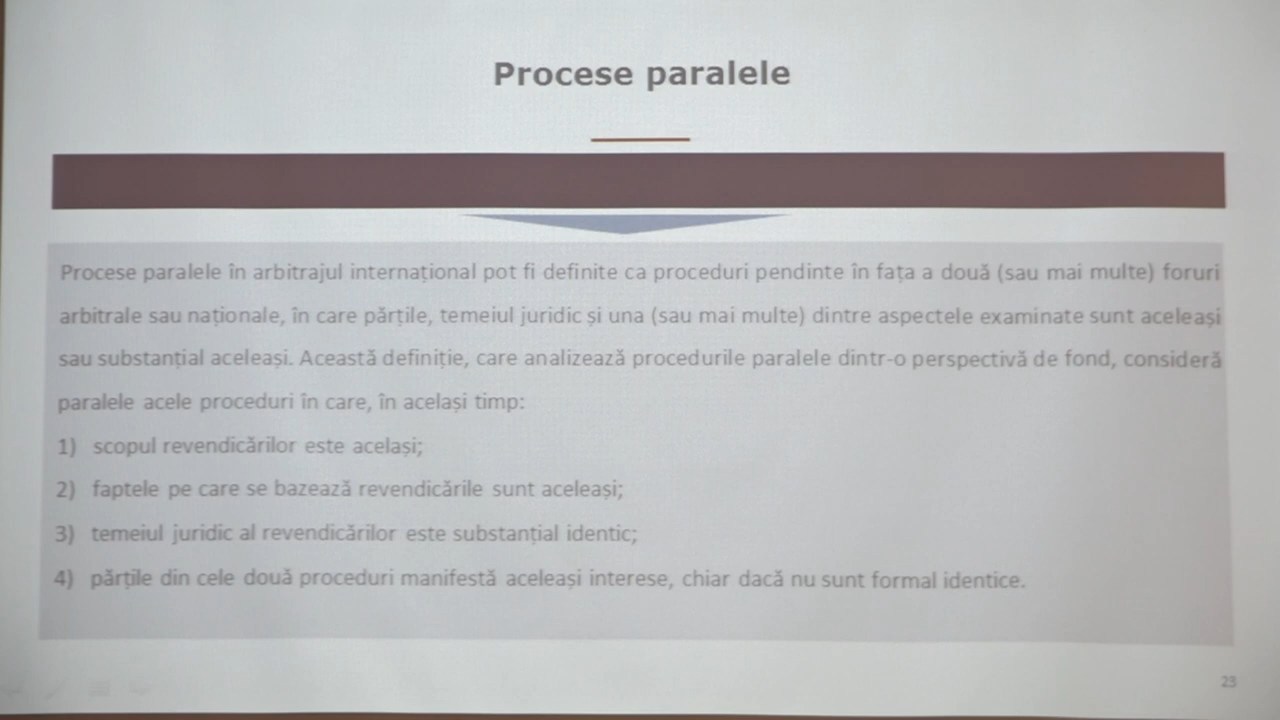 Procese paralele
Procese paralele în arbitrajul internațional pot fi definite ca proceduri pendinte în fața a două (sau mai multe) foruri
arbitrale sau naționale, în care părțile, temeiul juridic și una (sau mai multe) dintre aspectele examinate sunt aceleași
sau substanțial aceleași. Această definiție, care analizează procedurile paralele dintr-o perspectivă de fond, consideră
paralele acele proceduri în care, în același timp:
1) scopul revendicărilor este același;
2) faptele pe care se bazează revendicările sunt aceleași;
3) temeiul juridic al revendicărilor este substanțial identic;
4) părțile din cele două proceduri manifestă aceleași interese, chiar dacă nu sunt formal identice.
23